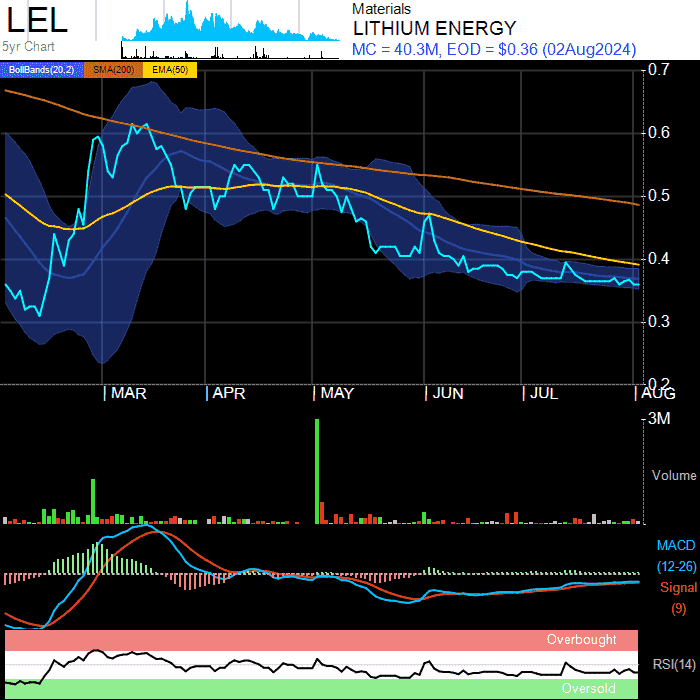 LEL
5yr Chart
Materials
LITHIUM ENERGY
MC = 40.3M, EOD = $0.36 (02Aug2024)
BollBands(20,2) SMA(200) EMA(50)
0.7
0.6
0.5
0.4
0.3
0.2
MAR APR MAY JUN JUL AUG
3M
Volume
MACD
(12-26)
Signal
(9)
Overbought
RSI(14)
Oversold